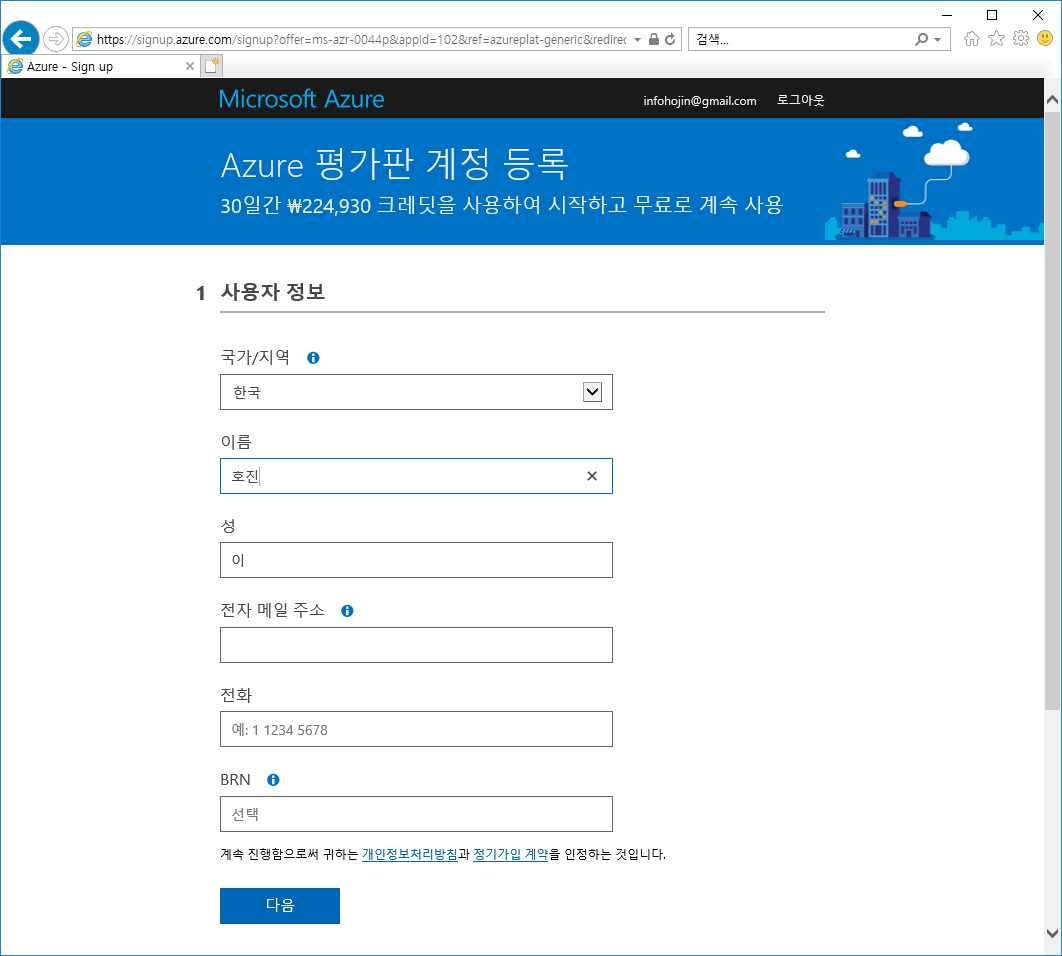 https://signup.azure.com/signup?offer=ms-azr-0044p&appId=102&ref=azureplat-generic&redirec
검색...
Azure - Sign up
Microsoft Azure
infohojin@gmail.com 로그아웃
Azure 평가판 계정 등록
30일간 ₩224,930 크레딧을 사용하여 시작하고 무료로 계속 사용
1 사용자 정보
국가/지역
한국
이름
호진
성
이
전자 메일 주소
전화
예: 1 1234 5678
BRN
선택
계속 진행함으로써 귀하는 개인정보처리방침과 정기가입 계약을 인정하는 것입니다.
다음